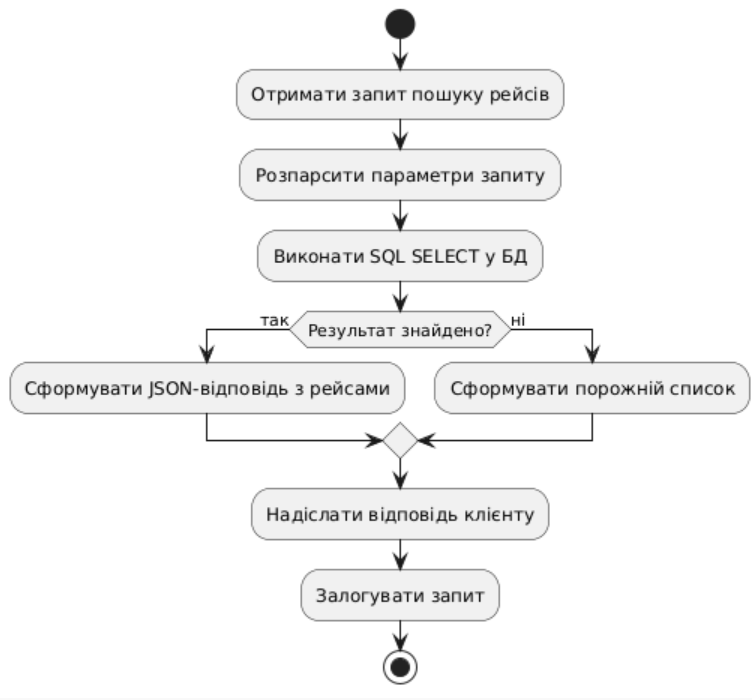 Отримати запит пошуку рейсів
Розпарсити параметри запиту
Виконати SQL SELECT у БД
так
Результат знайдено?
ні
Сформувати JSON-відповідь з рейсами
Сформувати порожній список
Надіслати відповідь клієнту
Залогувати запит